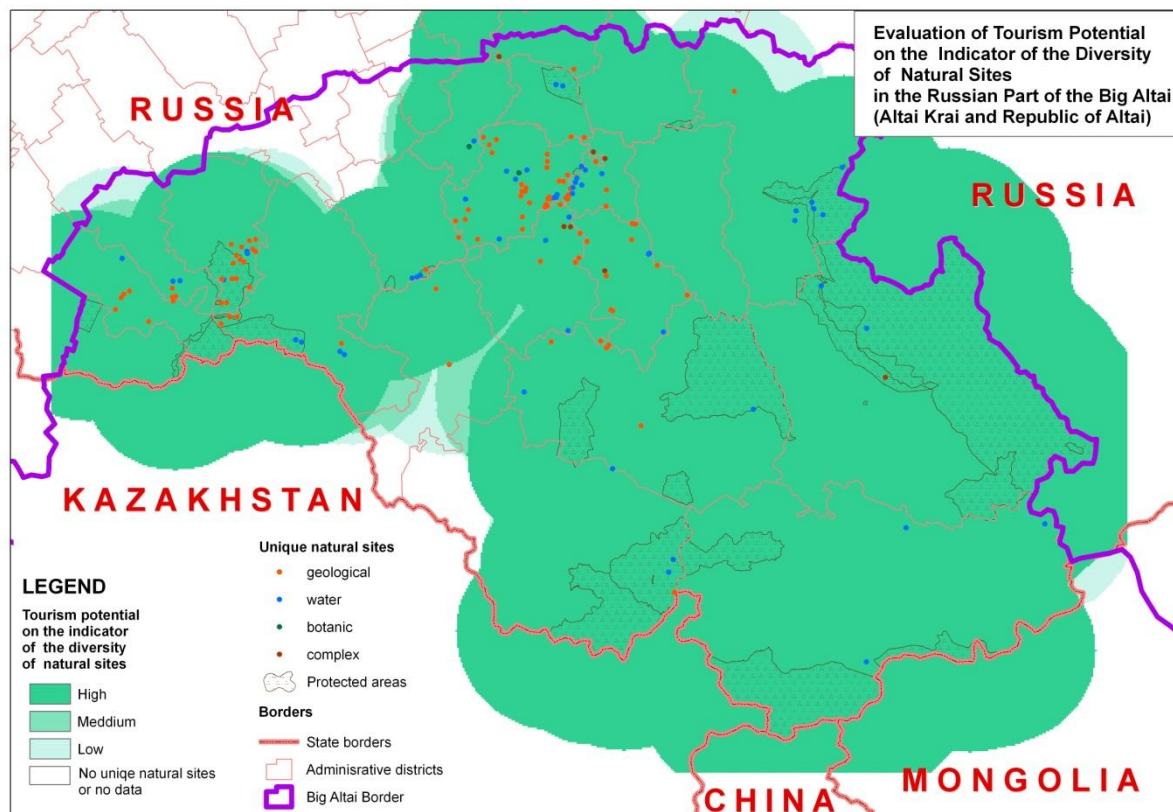 Evaluation of Tourism Potential
on the Indicator of the Diversity
of Natural Sites
in the Russian Part of the Big Altai
(Altai Krai and Republic of Altai)
RUSSIA
RUSSIA
KAZAKHSTAN
CHINA
MONGOLIA
LEGEND
Tourism potential
on the indicator
of the diversity
of natural sites
High
Meddium
Low
No uniqe natural sites
or no data
Unique natural sites
geological
water
botanic
complex
Protected areas
Borders
State borders
Adminisrative districts
Big Altai Border